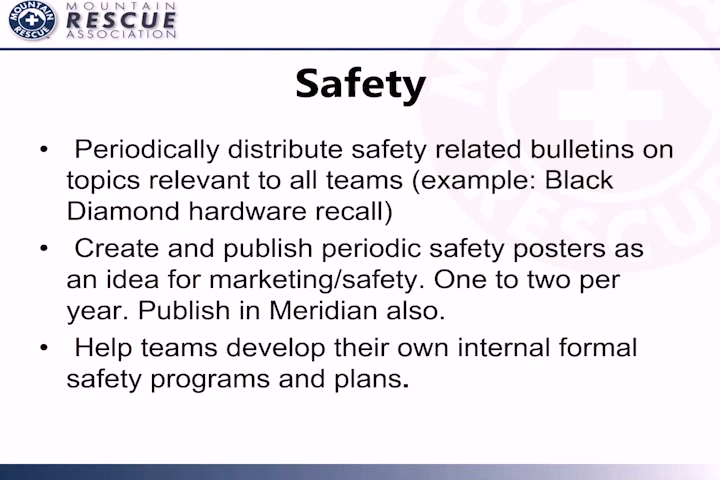 MOUNTAIN
RESCUE
ASSOCIATION
MOUNTAIN
RESCUE
Safety
• Periodically distribute safety related bulletins on
topics relevant to all teams (example: Black
Diamond hardware recall)
• Create and publish periodic safety posters as
an idea for marketing/safety. One to two per
year. Publish in Meridian also.
• Help teams develop their own internal formal
safety programs and plans.